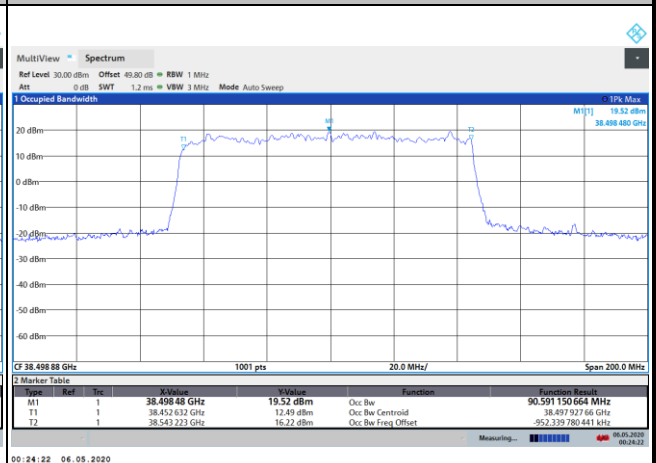 MultiView Spectrum
Ref Level 30.00 dBm Offset 49.80 dB RBW 1 MHz
Att 0 dB SWT 1.2 ms VBW 3 MHz Mode Auto Sweep
1 Occupied Bandwidth 1Pk Max
M1[1] 19.52 dBm
38.498 480 GHz
M1
T1
T2
20 dBm
10 dBm
0 dBm
-10 dBm
-20 dBm
-30 dBm
-40 dBm
-50 dBm
-60 dBm
CF 38.498 88 GHz 1001 pts 20.0 MHz/ Span 200.0 MHz
2 Marker Table
Type Ref Trc X-Value Y-Value Function Function Result
M1 1 38.498 48 GHz 19.52 dBm Occ Bw 90.591 150 664 MHz
T1 1 38.452 632 GHz 12.49 dBm Occ Bw Centroid 38.497 927 66 GHz
T2 1 38.543 223 GHz 16.22 dBm Occ Bw Freq Offset -952.339 780 441 kHz
Measuring... 06.05.2020
00:24:22
00:24:22 06.05.2020